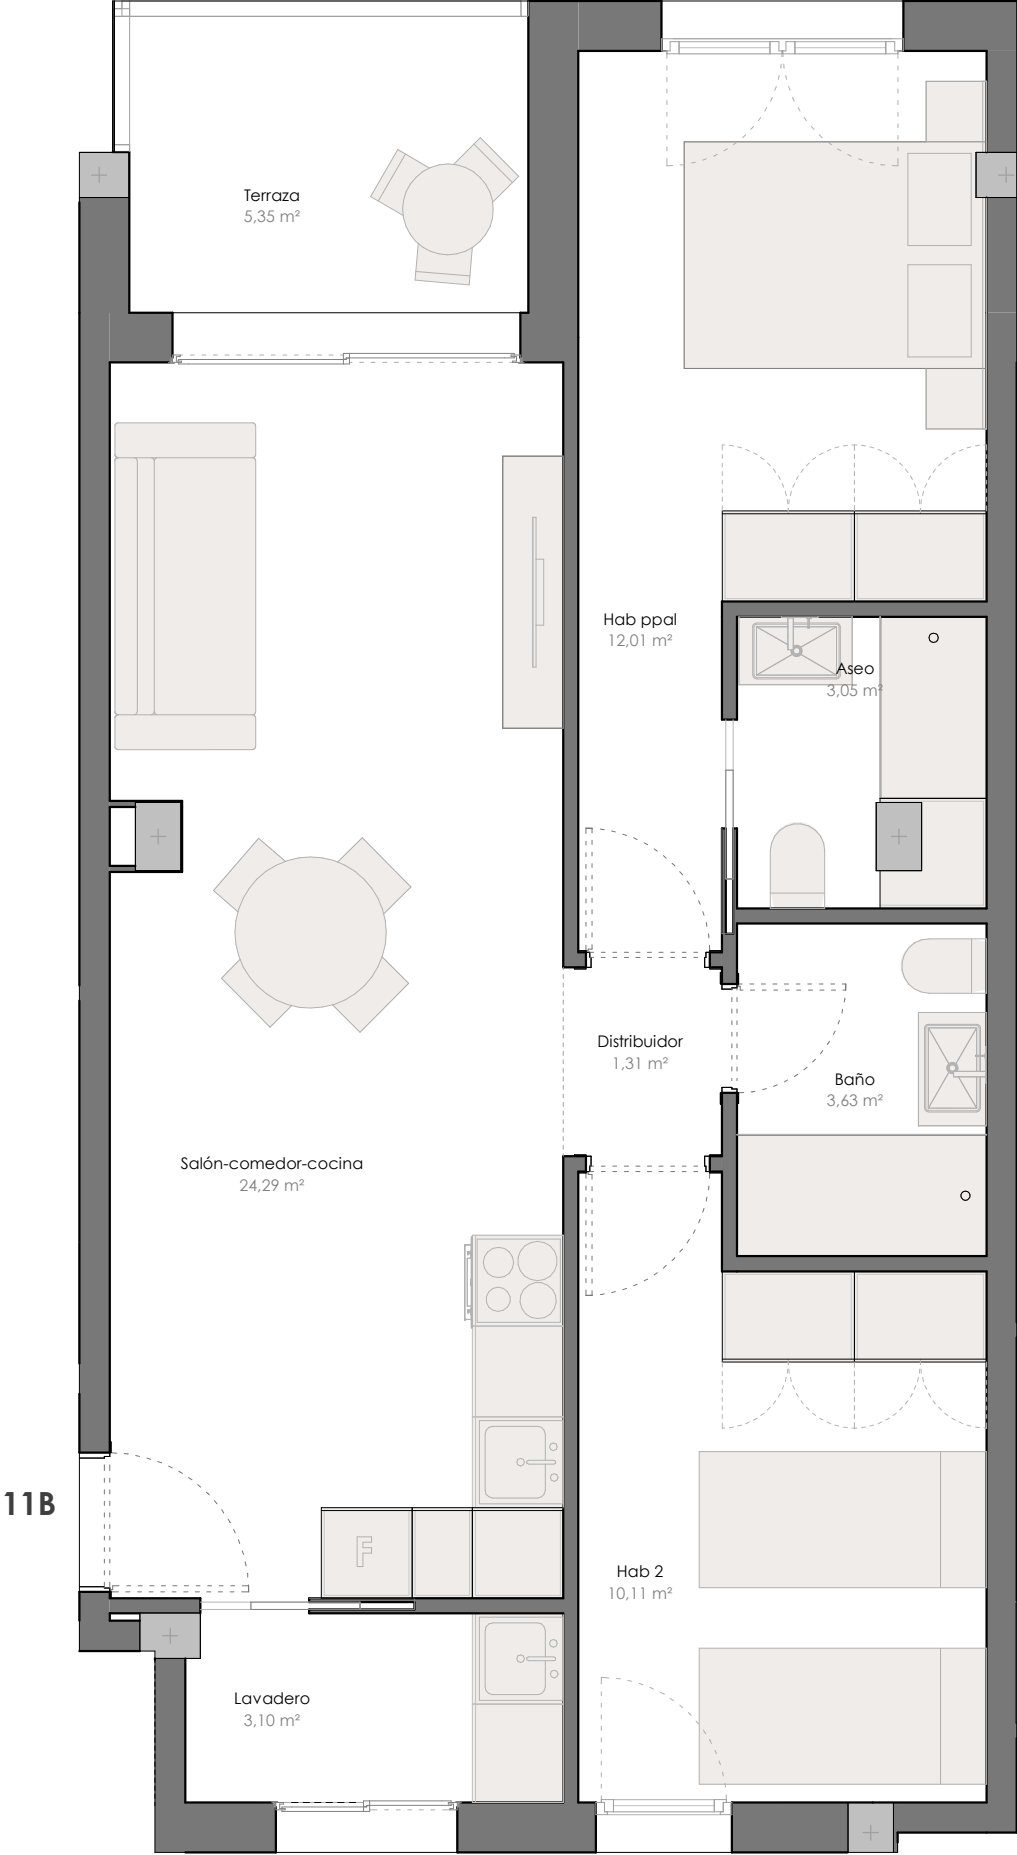 Terraza
5,35 m²
Hab ppal
12,01 m²
Aseo
3,05 m²
Distribuidor
1,31 m²
Baño
3,63 m²
Salón-comedor-cocina
24,29 m²
11B
F
Hab 2
10,11 m²
Lavadero
3,10 m²